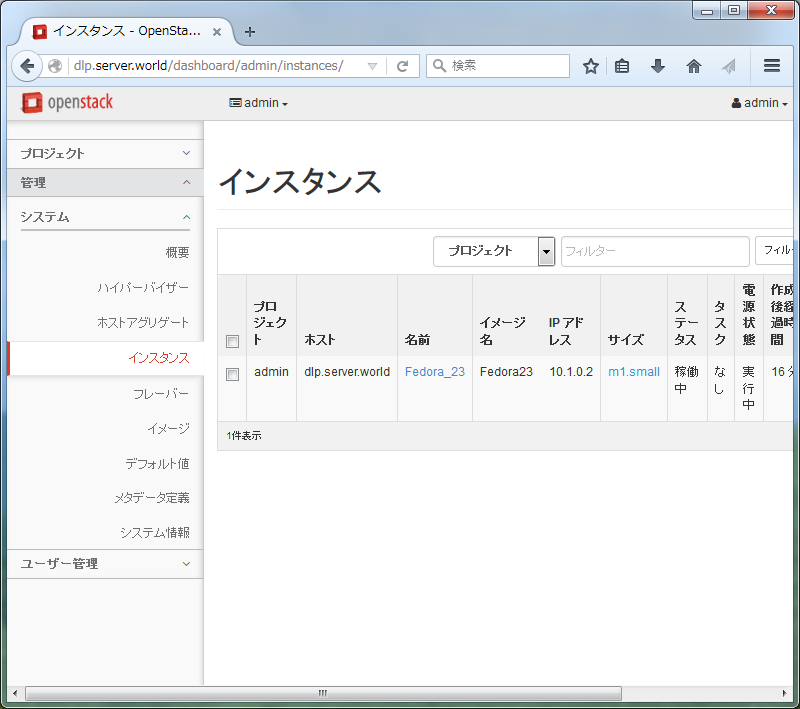 インスタンス - OpenSta...
dlp.server.world/dashboard/admin/instances/
検索
openstack
admin
admin
プロジェクト
管理
システム
概要
ハイパーバイザー
ホストアグリゲート
インスタンス
フレーバー
イメージ
デフォルト値
メタデータ定義
システム情報
ユーザー管理
インスタンス
プロジェクト
フィルター
フィル
プロ
ジェク
ト
ホスト
名前
イメージ
名
IP アド
レス
サイズ
ス
テー
タス
タ
ス
ク
電
源
状
態
作成
後経
過時
間
admin
dlp.server.world
Fedora_23
Fedora23
10.1.0.2
m1.small
稼働
中
な
し
実
行
中
16 分
1件表示